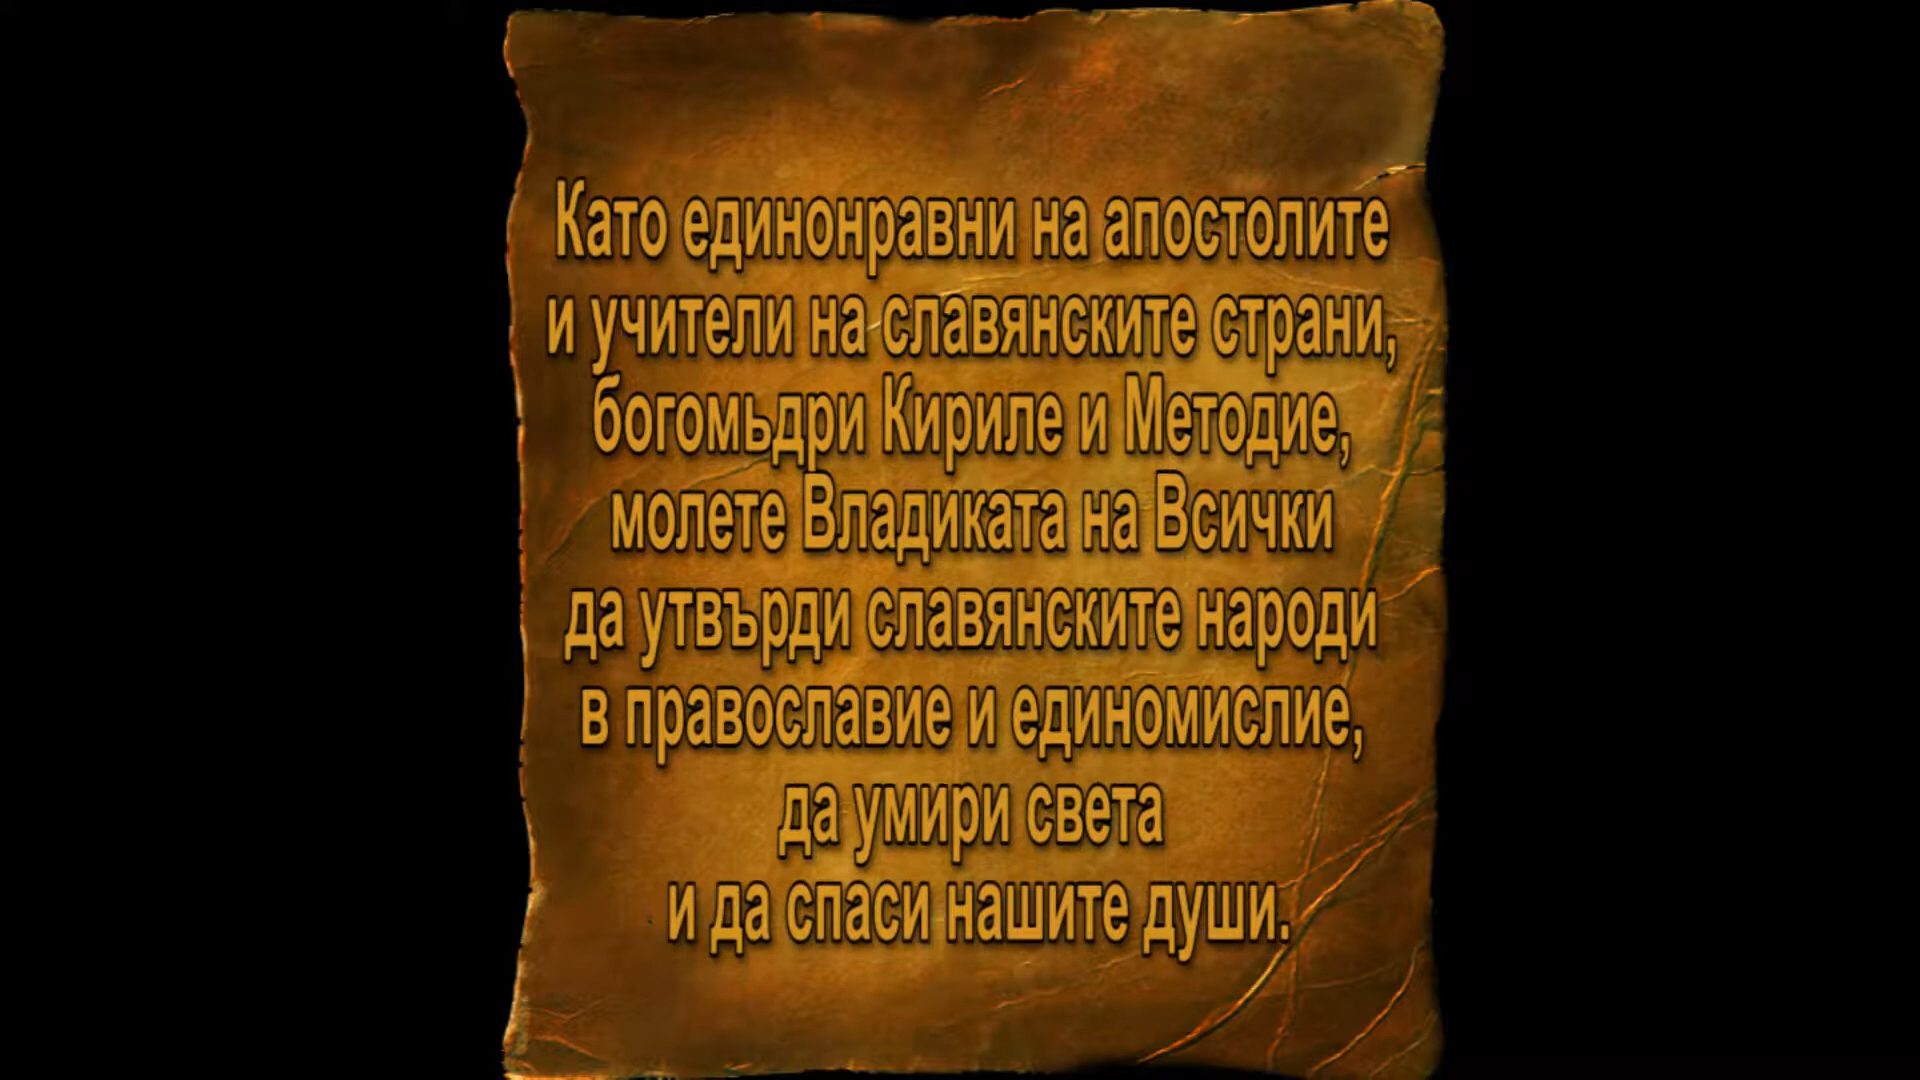 Като единонравни на апостолите
и учители на славянските страни,
богомьдри Кириле и Методие,
молете Владиката на Всички
да утвърди славянските народи
в православие и единомислие,
да умири света
и да спаси нашите души.